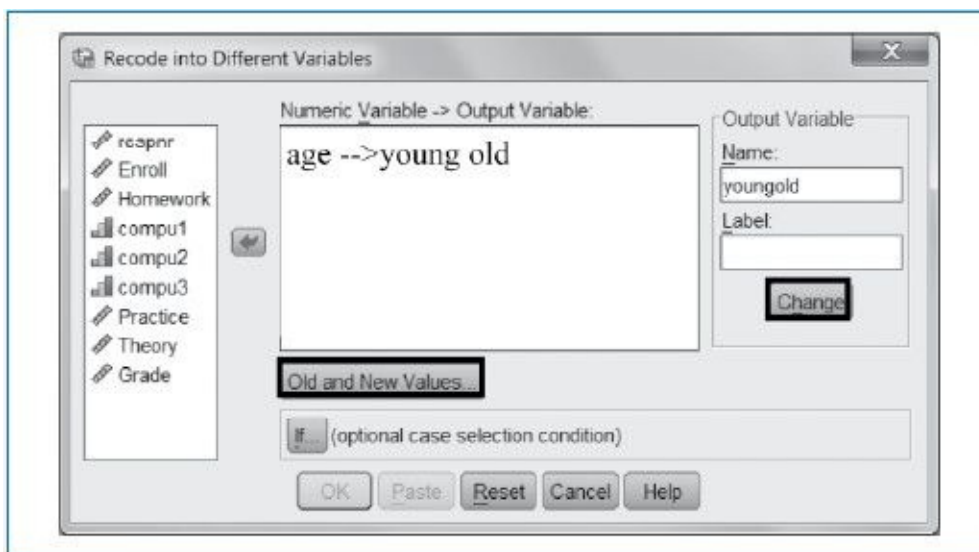 Recode into Different Variables
Numeric Variable -> Output Variable:
respnr
Enroll
Homework
compu1
compu2
compu3
Practice
Theory
Grade
age -->young old
Output Variable
Name:
youngold
Label:
Change
Old and New Values...
If... (optional case selection condition)
OK Paste Reset Cancel Help